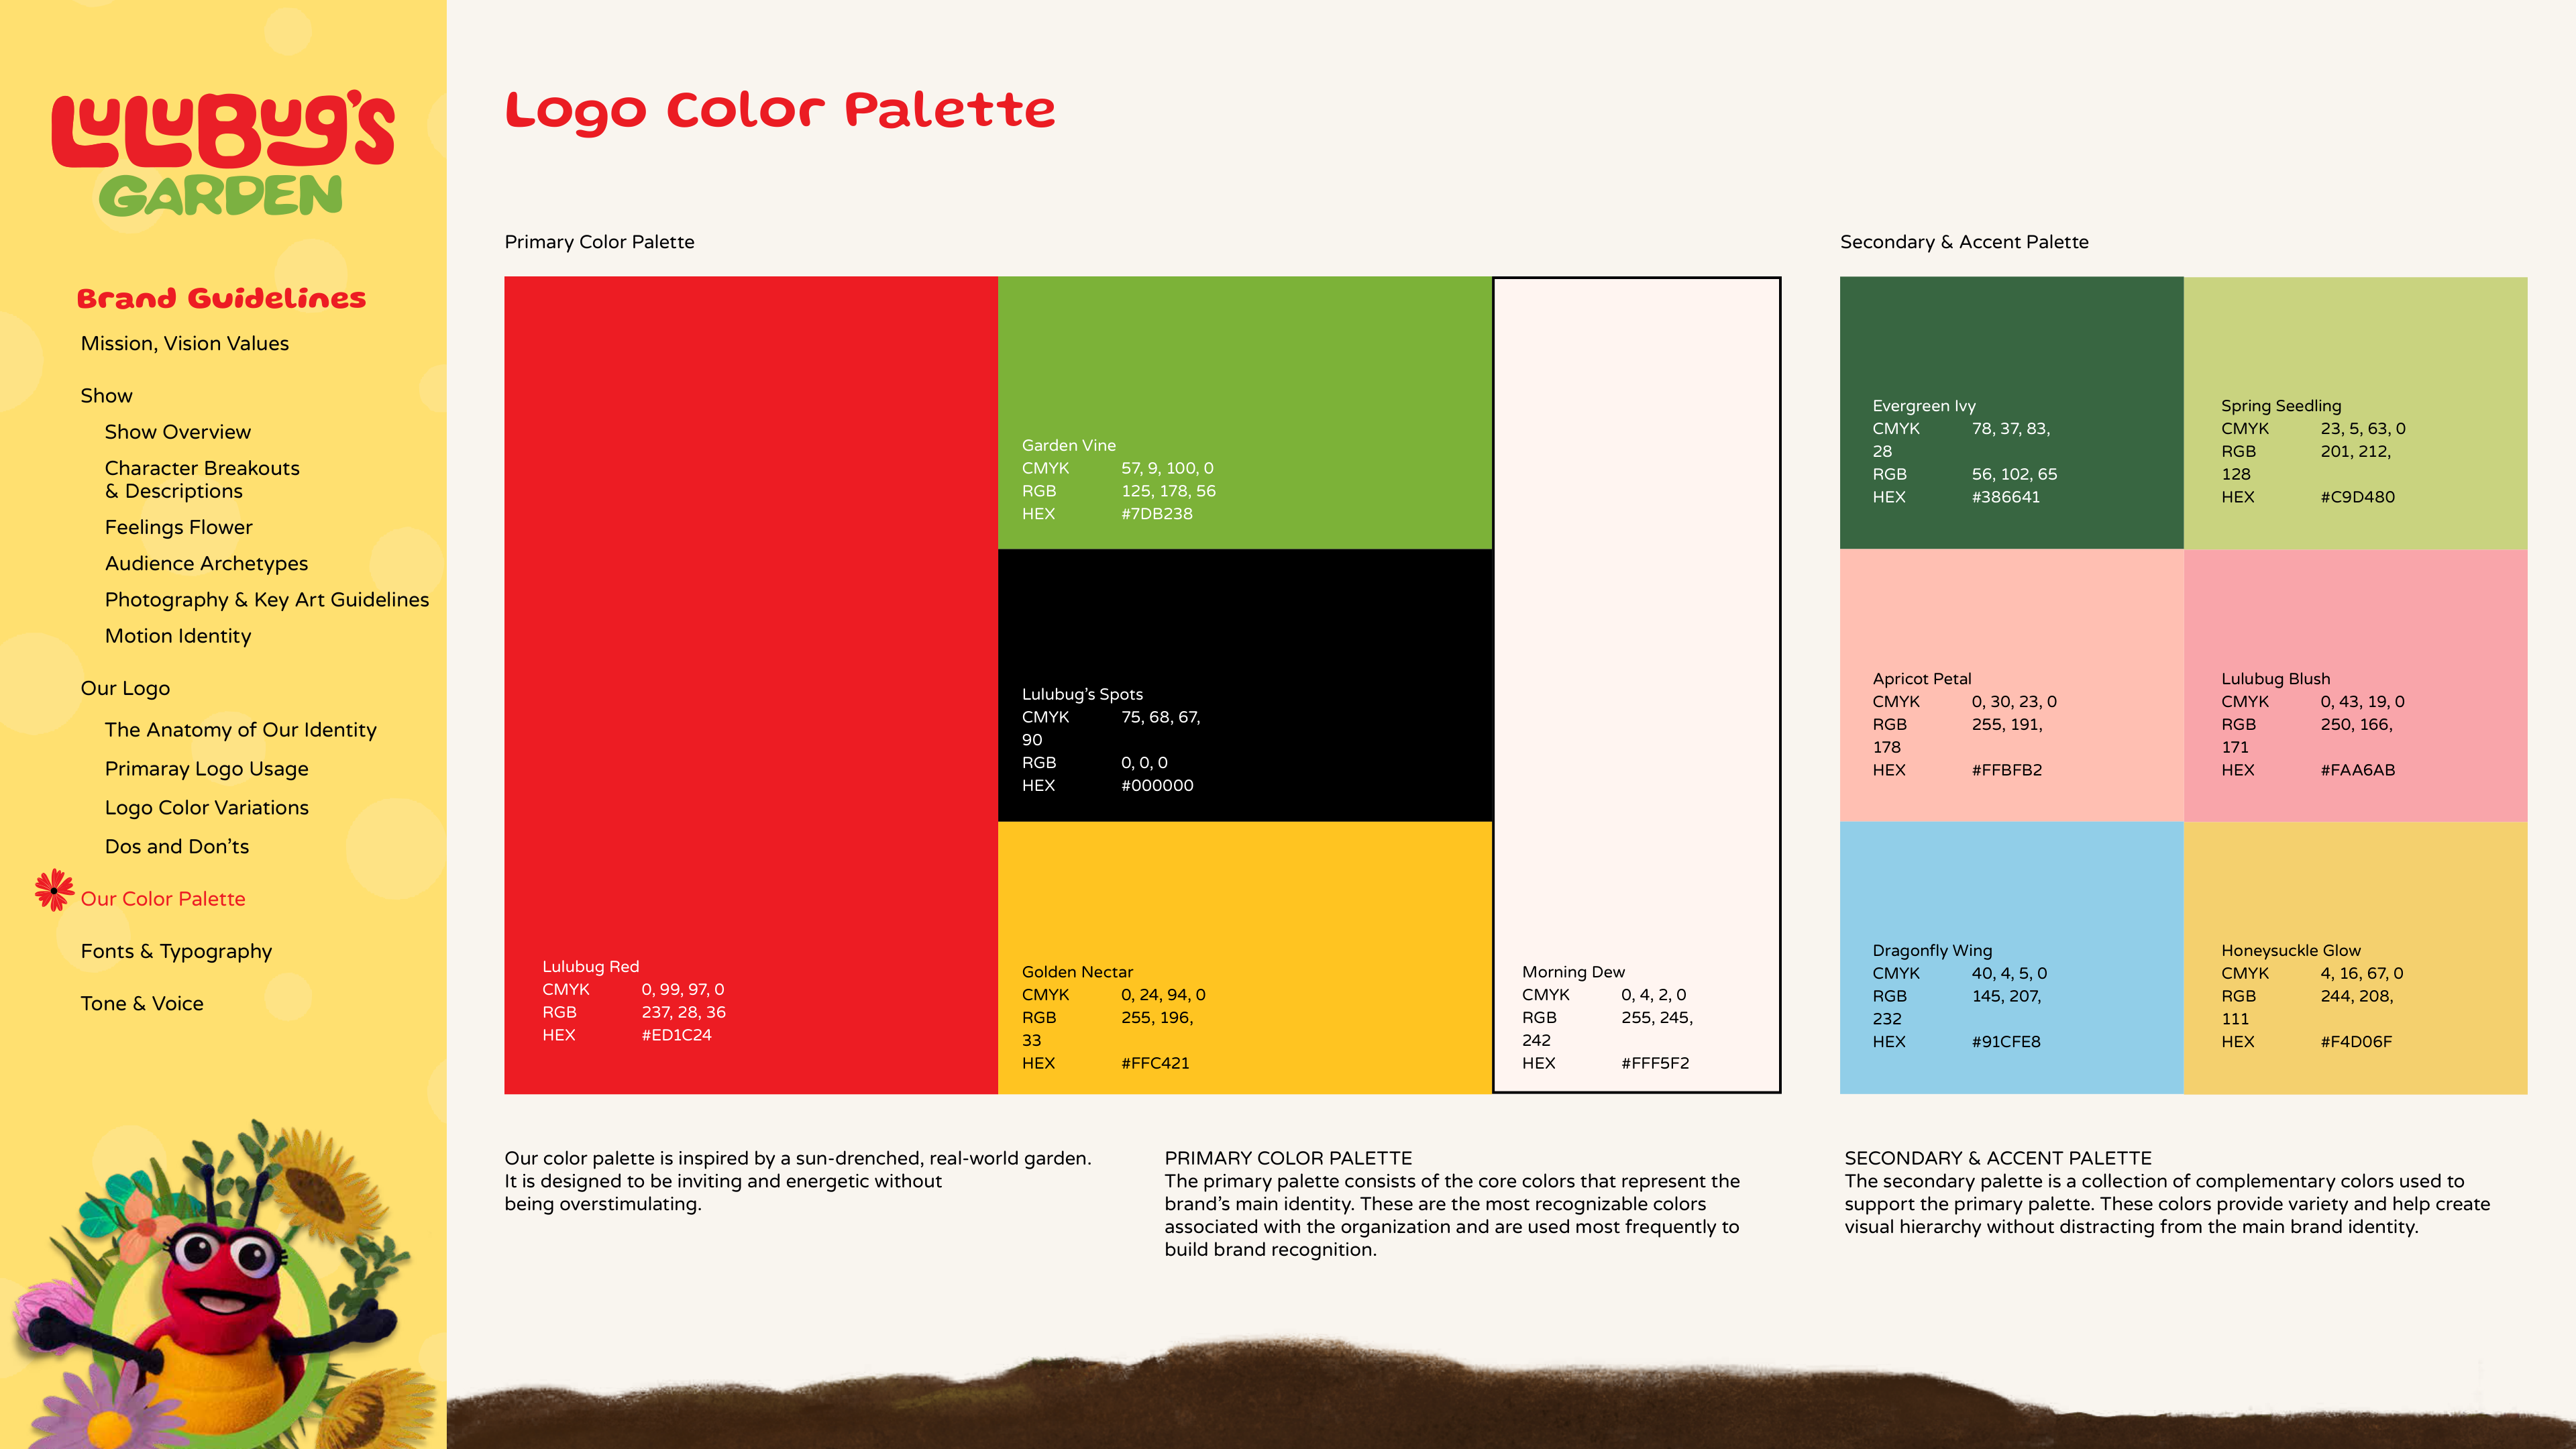 LuLuBug's
GARDEN
Brand Guidelines
Mission, Vision Values
Show
Show Overview
Character Breakouts
& Descriptions
Feelings Flower
Audience Archetypes
Photography & Key Art Guidelines
Motion Identity
Our Logo
The Anatomy of Our Identity
Primaray Logo Usage
Logo Color Variations
Dos and Don’ts
Our Color Palette
Fonts & Typography
Tone & Voice
Logo Color Palette
Primary Color Palette
Lulubug Red
CMYK 0, 99, 97, 0
RGB 237, 28, 36
HEX #ED1C24
Garden Vine
CMYK 57, 9, 100, 0
RGB 125, 178, 56
HEX #7DB238
Lulubug’s Spots
CMYK 75, 68, 67,
90
RGB 0, 0, 0
HEX #000000
Golden Nectar
CMYK 0, 24, 94, 0
RGB 255, 196,
33
HEX #FFC421
Morning Dew
CMYK 0, 4, 2, 0
RGB 255, 245,
242
HEX #FFF5F2
Secondary & Accent Palette
Evergreen Ivy
CMYK 78, 37, 83,
28
RGB 56, 102, 65
HEX #386641
Spring Seedling
CMYK 23, 5, 63, 0
RGB 201, 212,
128
HEX #C9D480
Apricot Petal
CMYK 0, 30, 23, 0
RGB 255, 191,
178
HEX #FFBFB2
Lulubug Blush
CMYK 0, 43, 19, 0
RGB 250, 166,
171
HEX #FAA6AB
Dragonfly Wing
CMYK 40, 4, 5, 0
RGB 145, 207,
232
HEX #91CFE8
Honeysuckle Glow
CMYK 4, 16, 67, 0
RGB 244, 208,
111
HEX #F4D06F
Our color palette is inspired by a sun-drenched, real-world garden.
It is designed to be inviting and energetic without
being overstimulating.
PRIMARY COLOR PALETTE
The primary palette consists of the core colors that represent the
brand’s main identity. These are the most recognizable colors
associated with the organization and are used most frequently to
build brand recognition.
SECONDARY & ACCENT PALETTE
The secondary palette is a collection of complementary colors used to
support the primary palette. These colors provide variety and help create
visual hierarchy without distracting from the main brand identity.